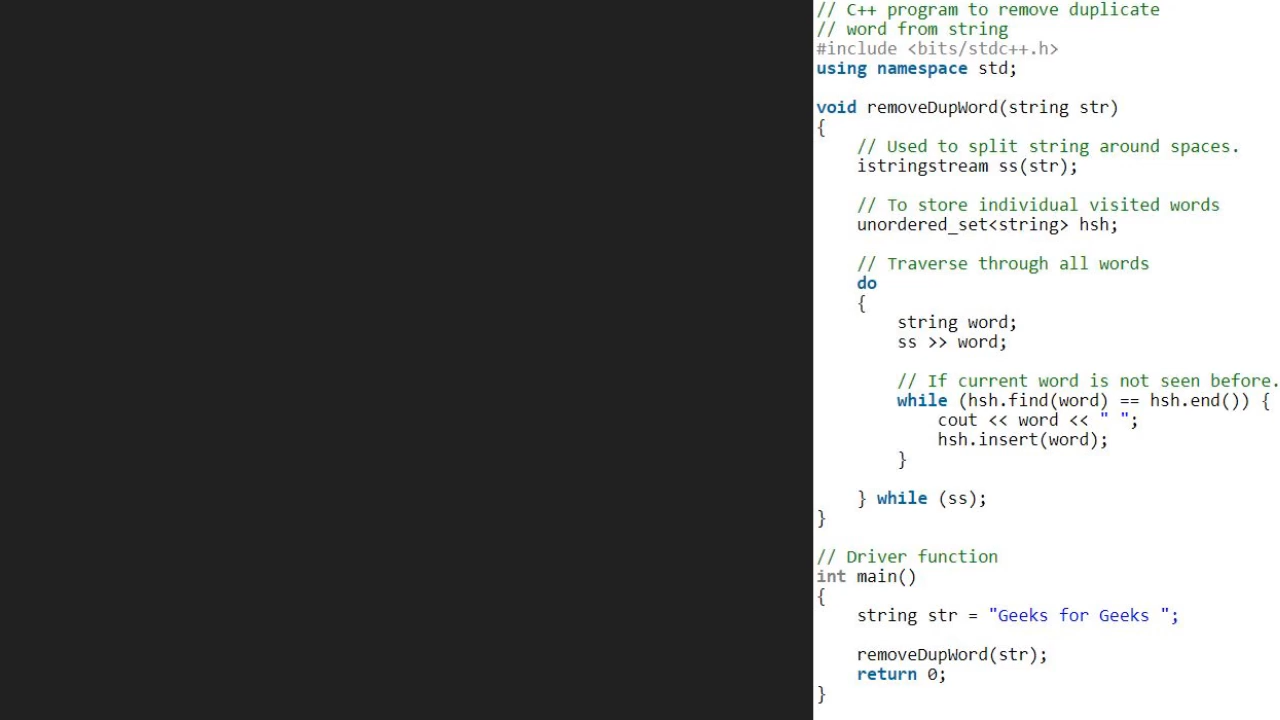 // C++ program to remove duplicate
// word from string
#include <bits/stdc++.h>
using namespace std;
void removeDupWord(string str)
{
// Used to split string around spaces.
istringstream ss(str);
// To store individual visited words
unordered_set<string> hsh;
// Traverse through all words
do
{
string word;
ss >> word;
// If current word is not seen before.
while (hsh.find(word) == hsh.end()) {
cout << word << " ";
hsh.insert(word);
}
} while (ss);
}
// Driver function
int main()
{
string str = "Geeks for Geeks ";
removeDupWord(str);
return 0;
}